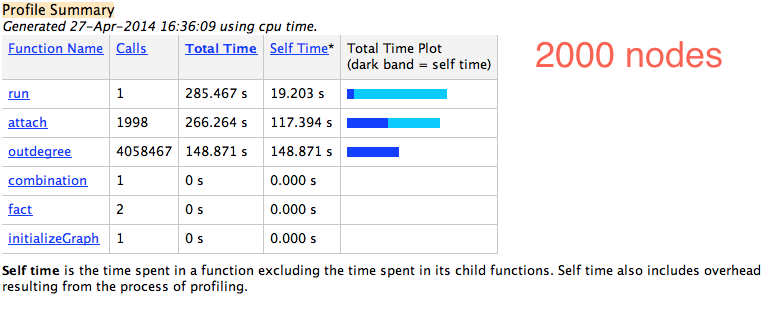 Profile Summary
Generated 27-Apr-2014 16:36:09 using cpu time.
2000 nodes
Function Name Calls Total Time Self Time* Total Time Plot
(dark band = self time)
run 1 285.467 s 19.203 s
attach 1998 266.264 s 117.394 s
outdegree 4058467 148.871 s 148.871 s
combination 1 0 s 0.000 s
fact 2 0 s 0.000 s
initializeGraph 1 0 s 0.000 s
Self time is the time spent in a function excluding the time spent in its child functions. Self time also includes overhead
resulting from the process of profiling.